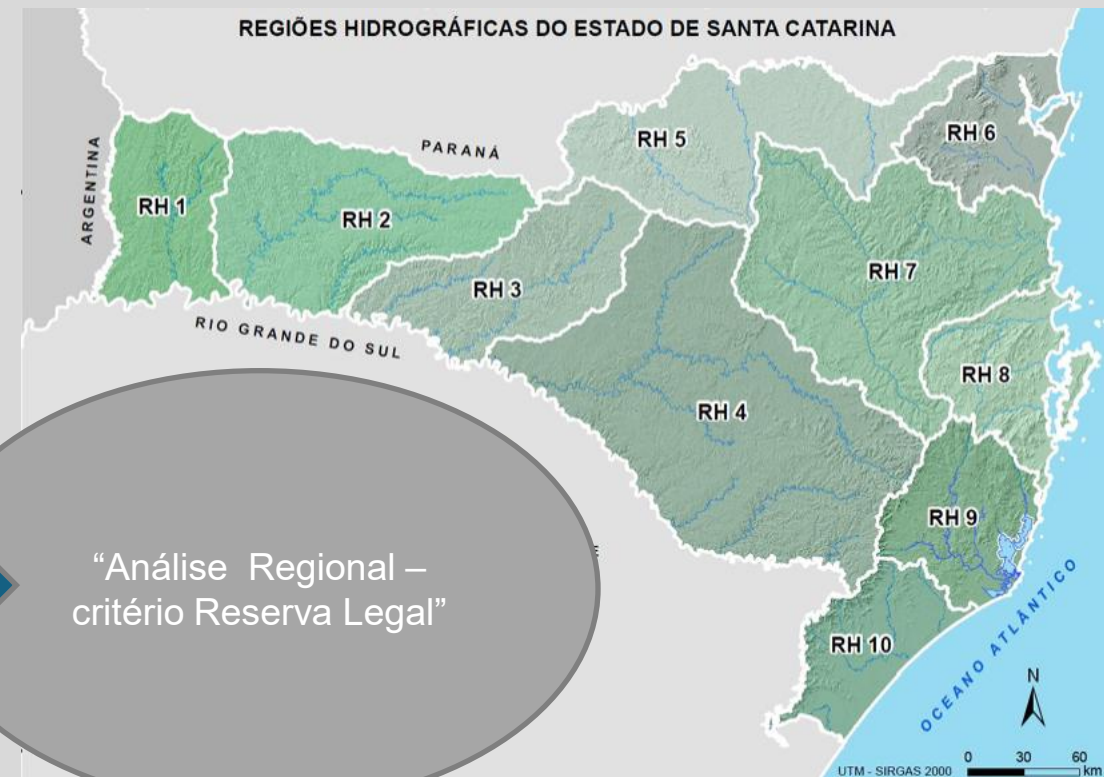 REGIÕES HIDROGRÁFICAS DO ESTADO DE SANTA CATARINA
PARANÁ
ARGENTINA
RH 1
RH 2
RH 3
RH 4
RH 5
RH 6
RH 7
RH 8
RH 9
RH 10
RIO GRANDE DO SUL
OCEANO ATLÂNTICO
“Análise Regional –
critério Reserva Legal”
N
0 30 60
km
UTM - SIRGAS 2000